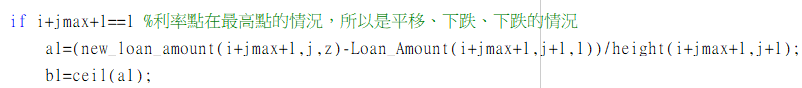 if i+jmax+1==1 %利率點在最高點的情況，所以是平移、下跌、下跌的情況
a1=(new_loan_amount(i+jmax+1,j,z)-Loan_Amount(i+jmax+1,j+1,1))/height(i+jmax+1,j+1);
b1=ceil(a1);